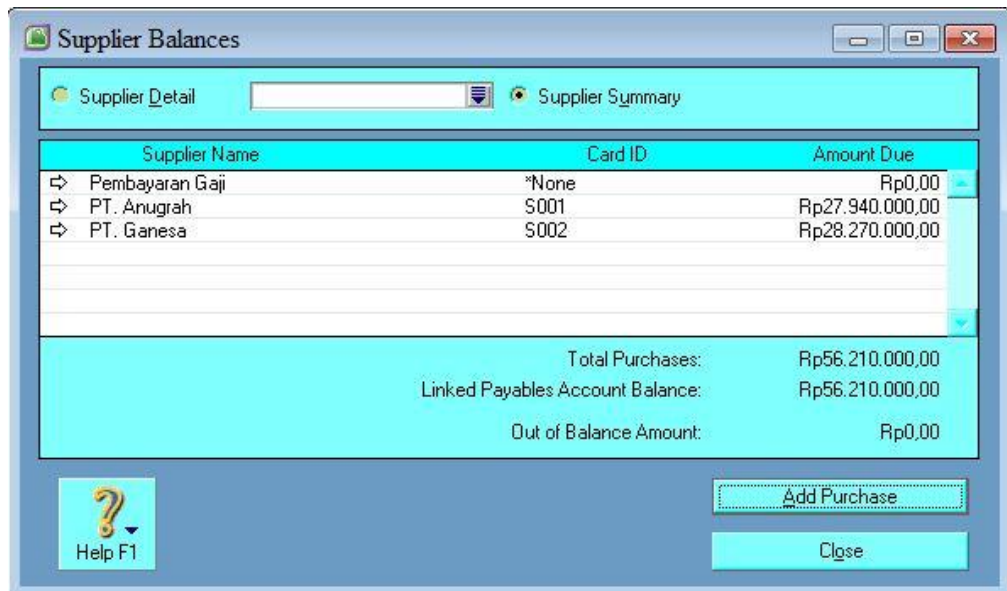 Supplier Balances
Supplier Detail Supplier Summary
Supplier Name Card ID Amount Due
Pembayaran Gaji *None Rp0,00
PT. Anugrah S001 Rp27.940.000,00
PT. Ganesa S002 Rp28.270.000,00
Total Purchases: Rp56.210.000,00
Linked Payables Account Balance: Rp56.210.000,00
Out of Balance Amount: Rp0,00
Add Purchase
Help F1
Close